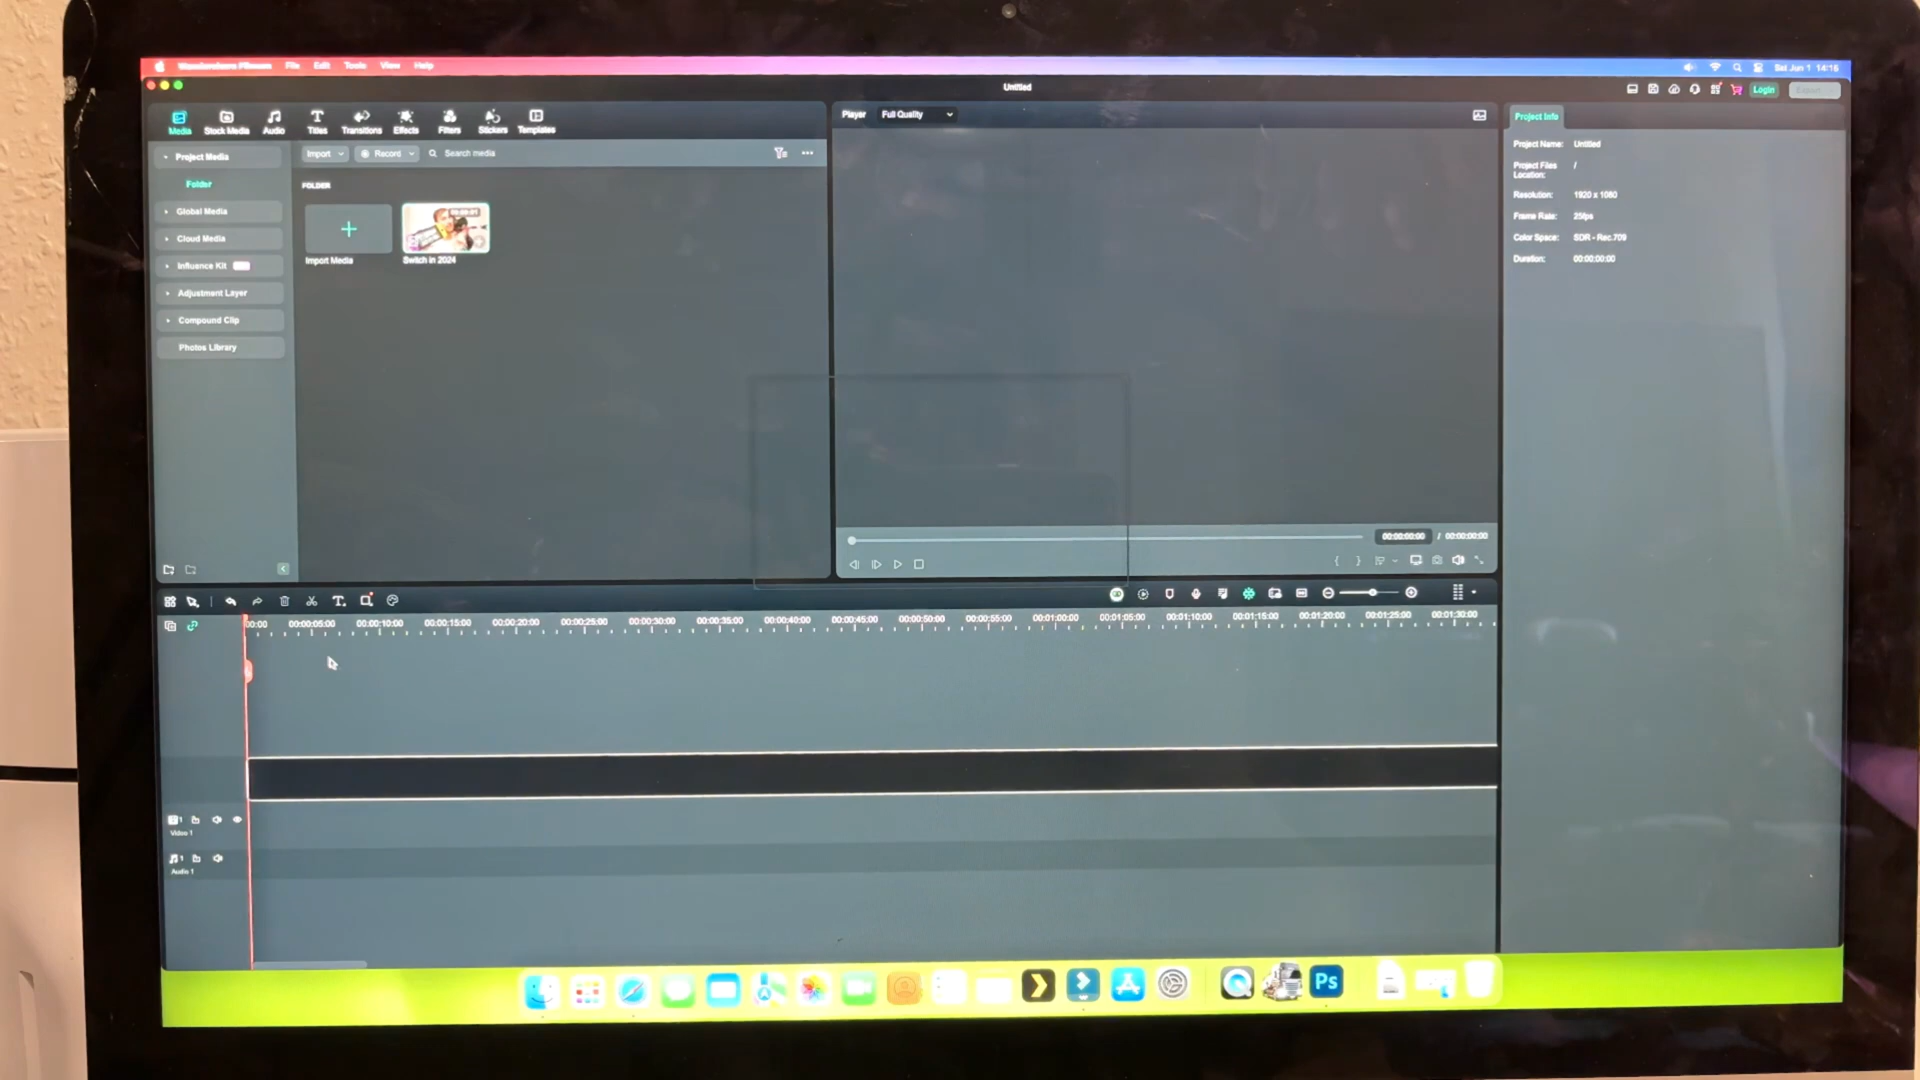 Wondershare Filmora File Edit Tools View Help
Sat Jun 1 14:16
Untitled
Login
Export
Media Stock Media Audio Titles Transitions Effects Filters Stickers Templates
Player Full Quality
Project Info
Import Record Search media
Project Media
Folder
Global Media
Cloud Media
Influence Kit
Adjustment Layer
Compound Clip
Photos Library
FOLDER
Import Media
Switch in 2024
Project Name: Untitled
Project Files Location: /
Resolution: 1920 x 1080
Frame Rate: 25fps
Color Space: SDR - Rec.709
Duration: 00:00:00:00
00:00:00:00 / 00:00:00:00
00:00 00:00:05:00 00:00:10:00 00:00:15:00 00:00:20:00 00:00:25:00 00:00:30:00 00:00:35:00 00:00:40:00 00:00:45:00 00:00:50:00 00:00:55:00 00:01:00:00 00:01:05:00 00:01:10:00 00:01:15:00 00:01:20:00 00:01:25:00 00:01:30:00
1
Video 1
1
Audio 1
Ps